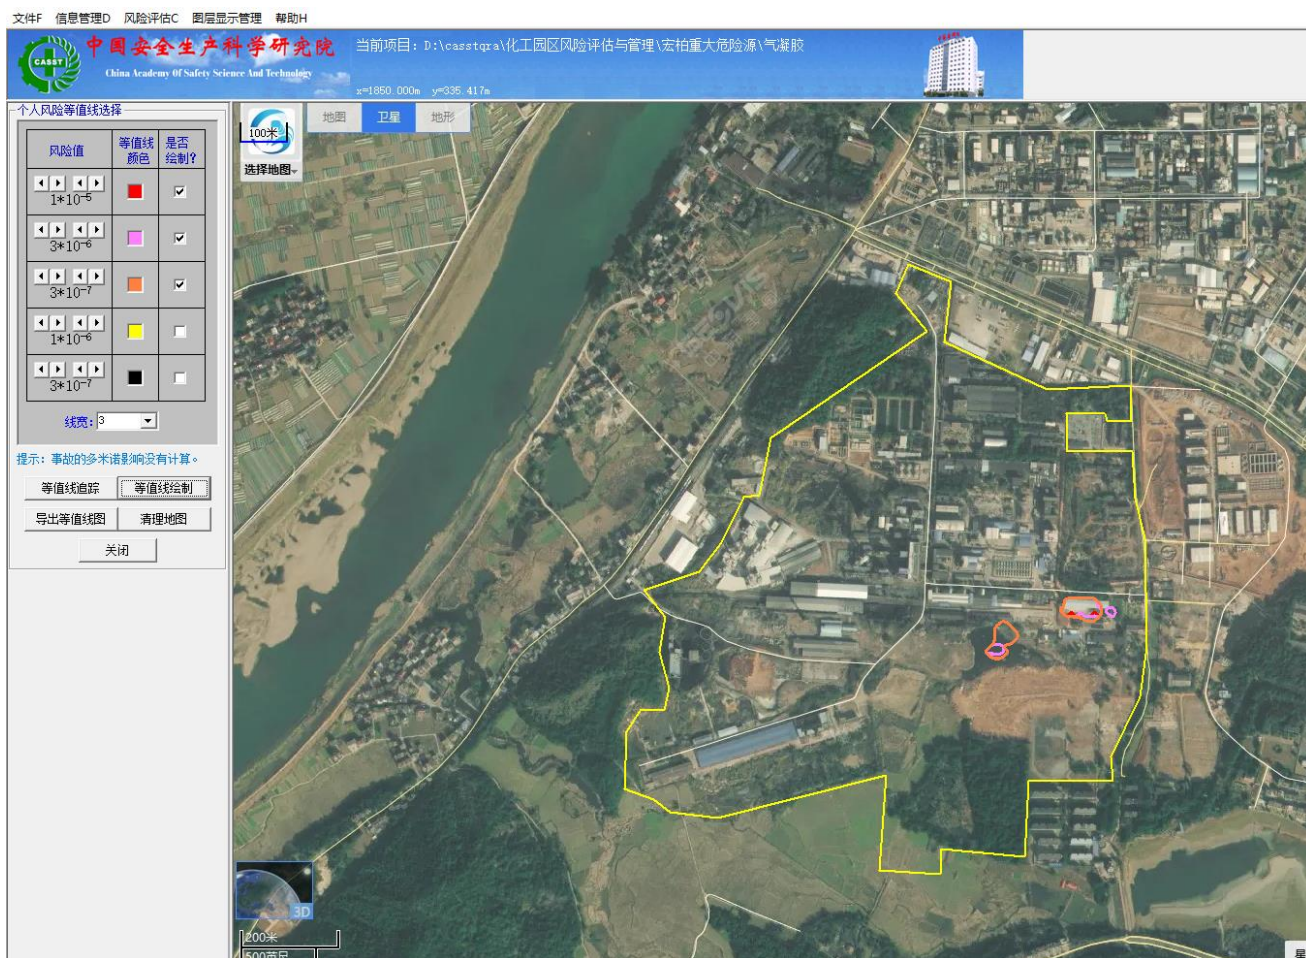 文件F 信息管理D 风险评估C 图层显示管理 帮助H
CASST
中国安全生产科学研究院
China Academy Of Safety Science And Technology
当前项目: D:\casstqra\化工园区风险评估与管理\宏柏重大危险源\气凝胶
x=1850.000m y=335.417m
个人风险等值线选择
风险值 等值线颜色 是否绘制?
1*10-5
3*10-6
3*10-7
1*10-6
3*10-7
线宽: 3
提示: 事故的多米诺影响没有计算。
等值线追踪 等值线绘制
导出等值线图 清理地图
关闭
100米
选择地图
地图 卫星 地形
3D
200米
500英尺
星